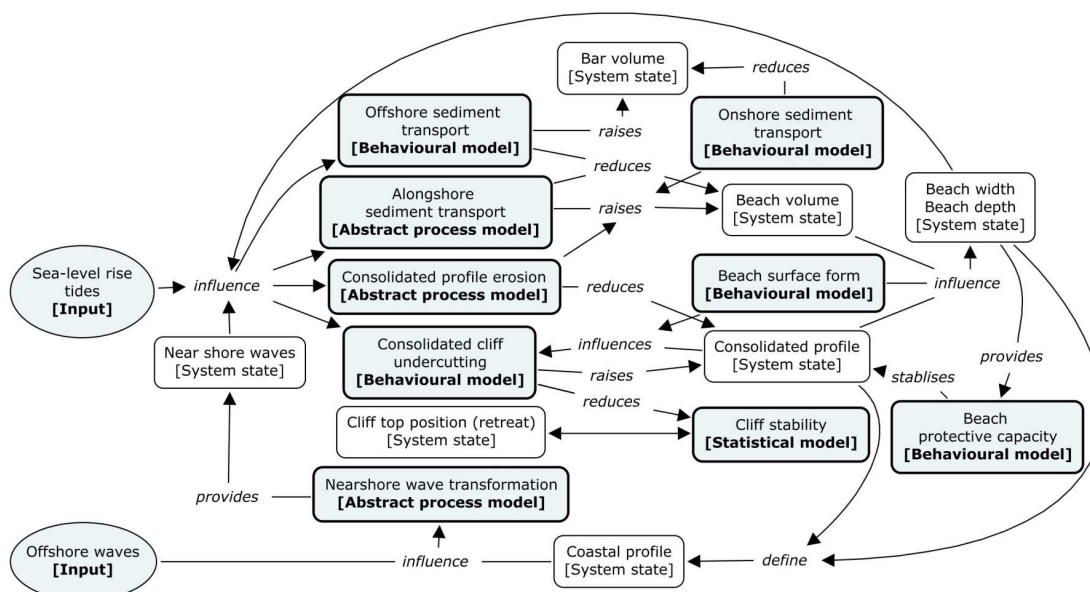 Bar volume
[System state]
reduces
Offshore sediment
transport
[Behavioural model]
raises
Onshore sediment
transport
[Behavioural model]
reduces
Alongshore
sediment transport
[Abstract process model]
raises
Beach volume
[System state]
Beach width
Beach depth
[System state]
Sea-level rise
tides
[Input]
influence
Consolidated profile erosion
[Abstract process model]
reduces
Beach surface form
[Behavioural model]
influence
Near shore waves
[System state]
Consolidated cliff
undercutting
[Behavioural model]
influences
raises
reduces
Consolidated profile
[System state]
provides
stablises
Cliff top position (retreat)
[System state]
Cliff stability
[Statistical model]
Beach
protective capacity
[Behavioural model]
provides
Nearshore wave transformation
[Abstract process model]
Offshore waves
[Input]
influence
Coastal profile
[System state]
define